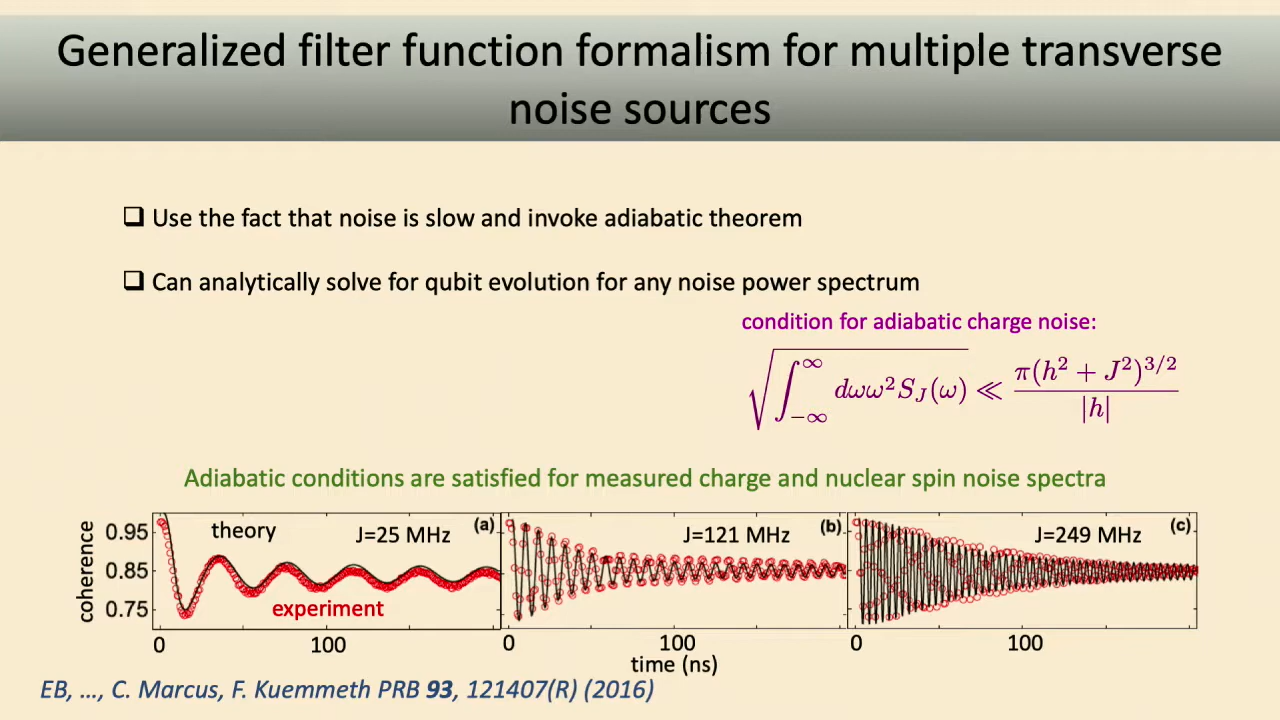 Generalized filter function formalism for multiple transverse
noise sources
❑ Use the fact that noise is slow and invoke adiabatic theorem
❑ Can analytically solve for qubit evolution for any noise power spectrum
condition for adiabatic charge noise:
√∫_{-∞}^{∞} dωω²S_J(ω) ≪ π(h² + J²)^{3/2} / |h|
Adiabatic conditions are satisfied for measured charge and nuclear spin noise spectra
coherence
0.95
0.85
0.75
theory
J=25 MHz
(a)
experiment
J=121 MHz
(b)
J=249 MHz
(c)
0 100 0 100 0 100
time (ns)
EB, …, C. Marcus, F. Kuemmeth PRB 93, 121407(R) (2016)